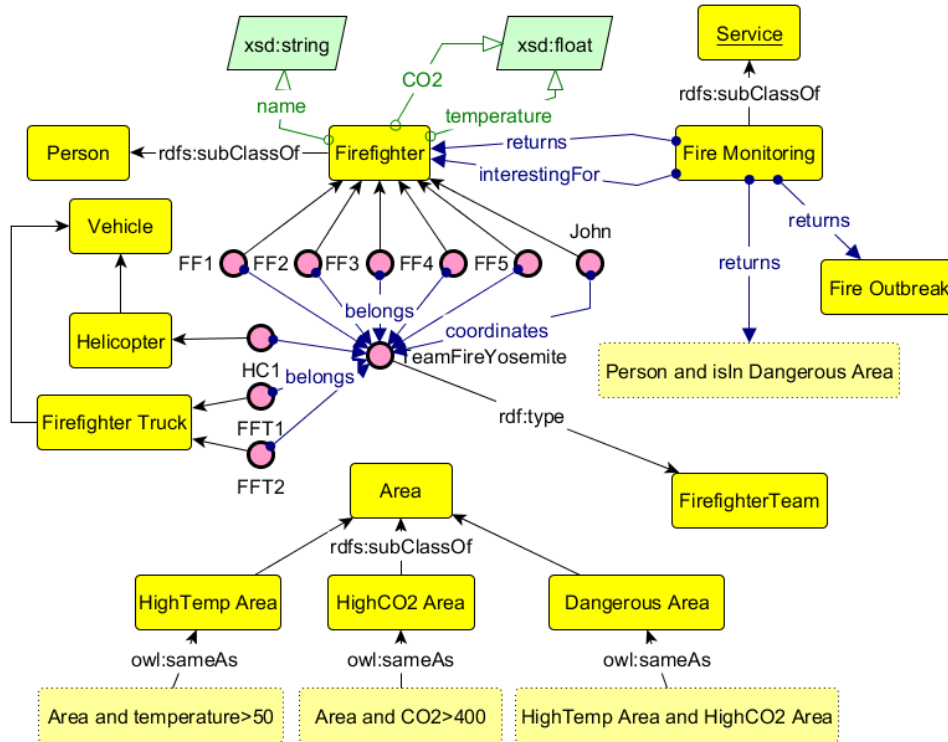 Service
xsd:string
xsd:float
CO2
rdfs:subClassOf
name
temperature
Person
rdfs:subClassOf
Firefighter
returns
Fire Monitoring
interestingFor
Vehicle
John
returns
FF1
FF2
FF3
FF4
FF5
returns
Fire Outbreak
belongs
coordinates
Helicopter
TeamFireYosemite
HC1
belongs
Person and isIn Dangerous Area
Firefighter Truck
FFT1
rdf:type
FFT2
Area
FirefighterTeam
rdfs:subClassOf
HighTemp Area
HighCO2 Area
Dangerous Area
owl:sameAs
owl:sameAs
owl:sameAs
Area and temperature>50
Area and CO2>400
HighTemp Area and HighCO2 Area